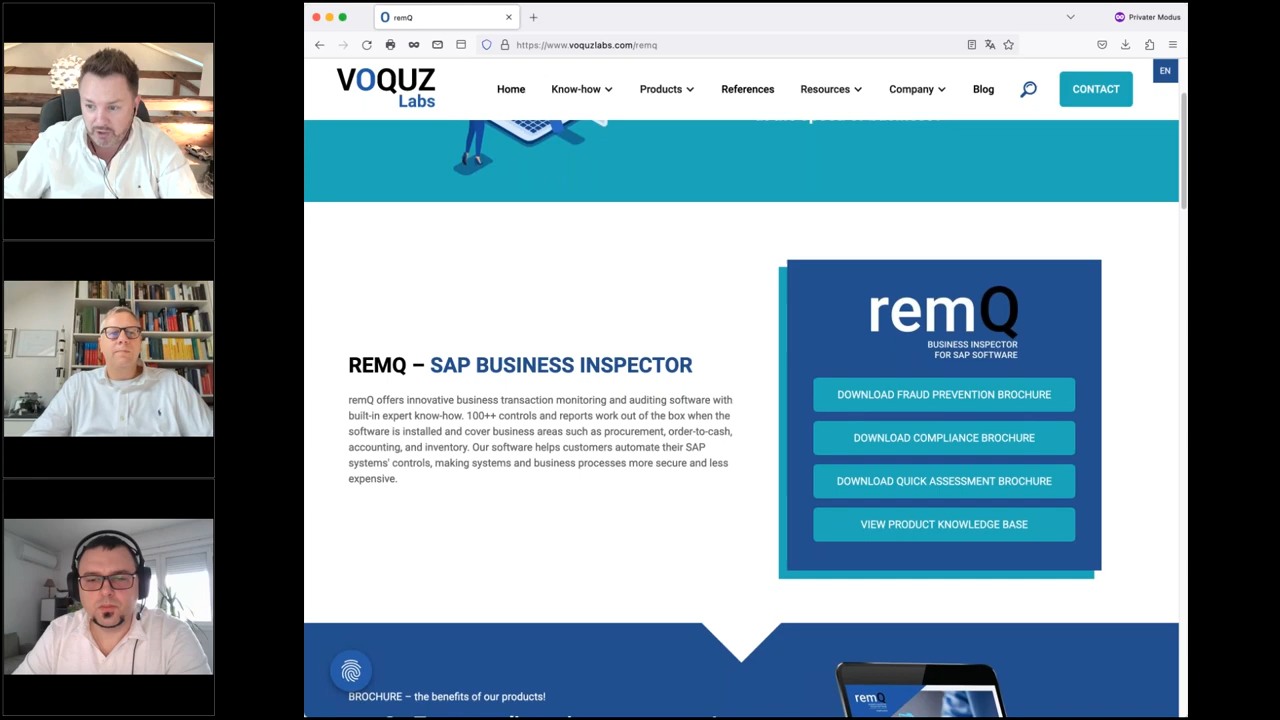 remQ
Privater Modus
https://www.voquzlabs.com/remq
EN
VOQUZ
Labs
Home
Know-how
Products
References
Resources
Company
Blog
CONTACT
remQ
BUSINESS INSPECTOR
FOR SAP SOFTWARE
REMQ – SAP BUSINESS INSPECTOR
remQ offers innovative business transaction monitoring and auditing software with
built-in expert know-how. 100++ controls and reports work out of the box when the
software is installed and cover business areas such as procurement, order-to-cash,
accounting, and inventory. Our software helps customers automate their SAP
systems' controls, making systems and business processes more secure and less
expensive.
DOWNLOAD FRAUD PREVENTION BROCHURE
DOWNLOAD COMPLIANCE BROCHURE
DOWNLOAD QUICK ASSESSMENT BROCHURE
VIEW PRODUCT KNOWLEDGE BASE
BROCHURE – the benefits of our products!
remQ